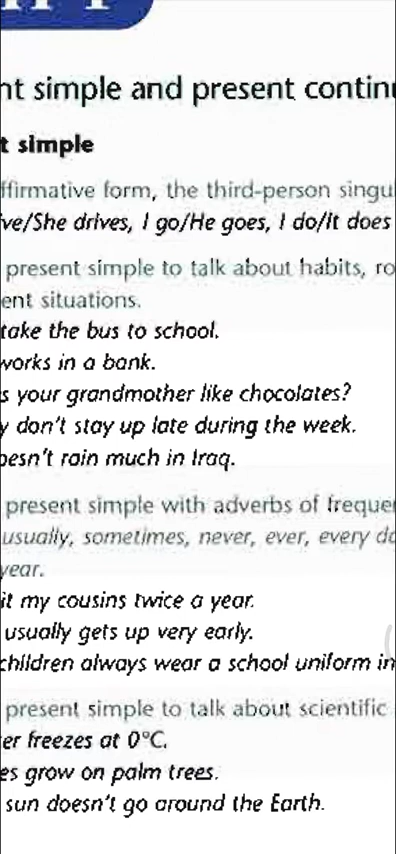 nt simple and present contin
t simple
ffirmative form, the third-person singul
ve/She drives, I go/He goes, I do/It does
present simple to talk about habits, ro
ent situations.
take the bus to school.
works in a bank.
s your grandmother like chocolates?
y don't stay up late during the week.
oesn't rain much in Iraq.
present simple with adverbs of freque
usually, sometimes, never, ever, every da
year.
it my cousins twice a year.
usually gets up very early.
children always wear a school uniform in
present simple to talk about scientific
er freezes at 0°C.
es grow on palm trees.
sun doesn't go around the Earth.